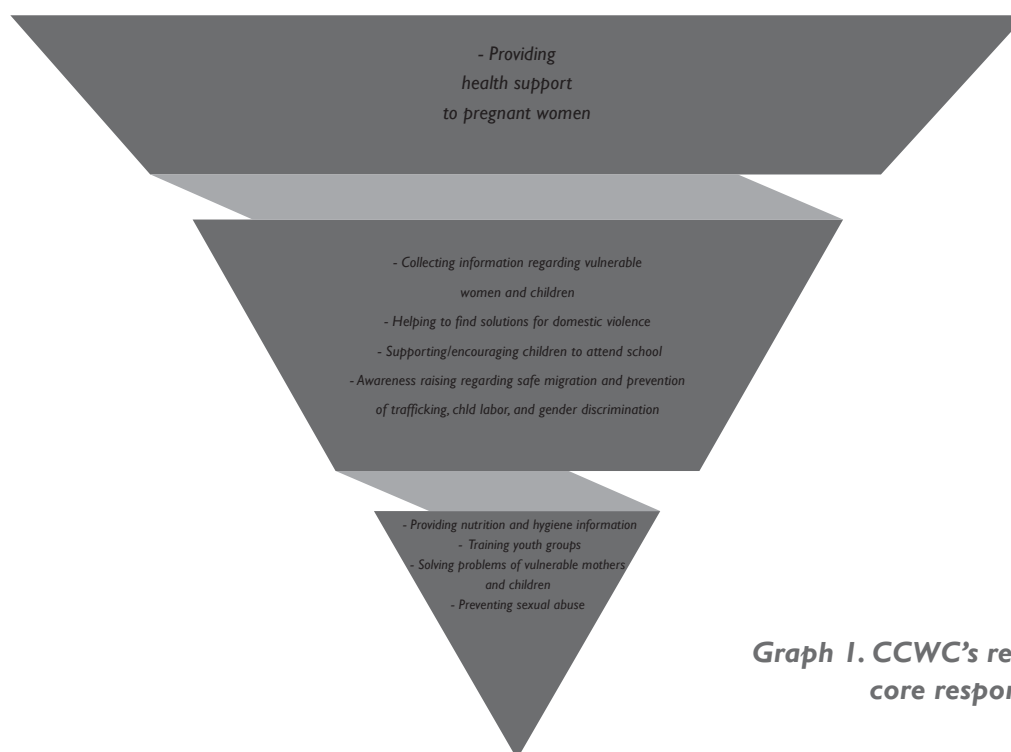 - Providing
health support
to pregnant women
- Collecting information regarding vulnerable
women and children
- Helping to find solutions for domestic violence
- Supporting/encouraging children to attend school
- Awareness raising regarding safe migration and prevention
of trafficking, chld labor, and gender discrimination
- Providing nutrition and hygiene information
- Training youth groups
- Solving problems of vulnerable mothers
and children
- Preventing sexual abuse
Graph 1. CCWC's re
core respon